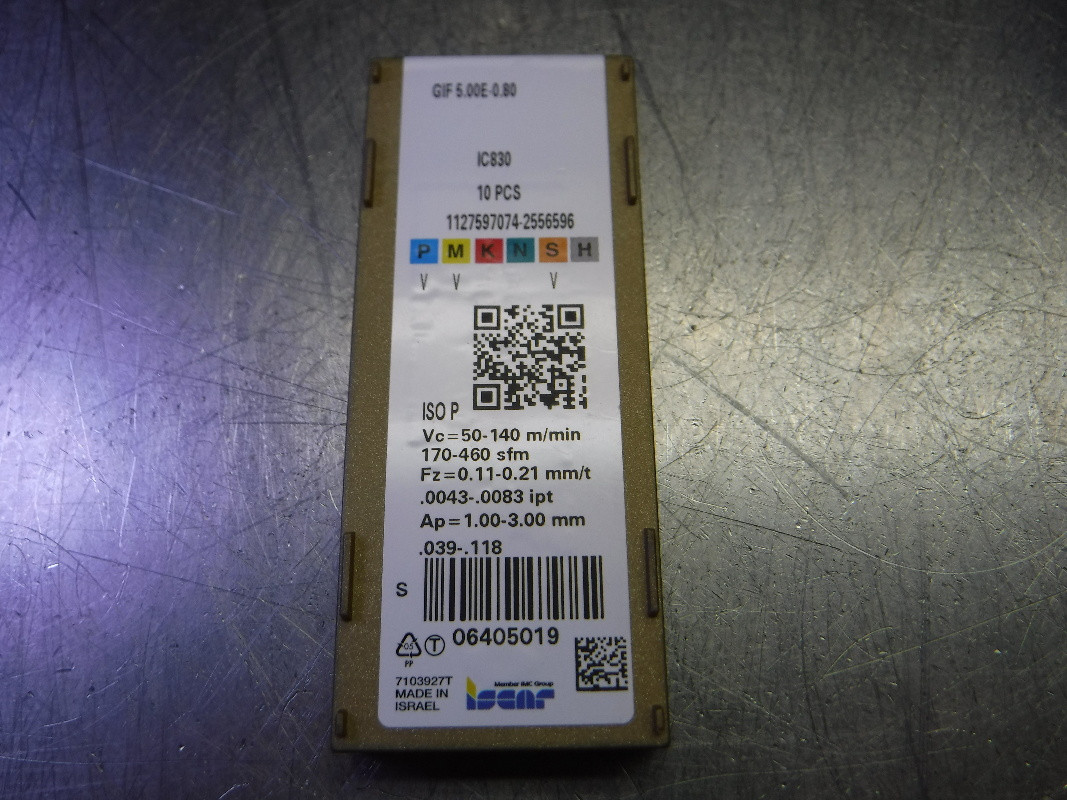 GIF 5.00E-0.80
IC830
10 PCS
1127597074-2556596
P M K N S H
V V V
ISO P
Vc=50-140 m/min
170-460 sfm
Fz=0.11-0.21 mm/t
.0043-.0083 ipt
Ap=1.00-3.00 mm
.039-.118
S
06405019
05
T
PP
7103927T
MADE IN
ISRAEL
Member IMC Group
iscar